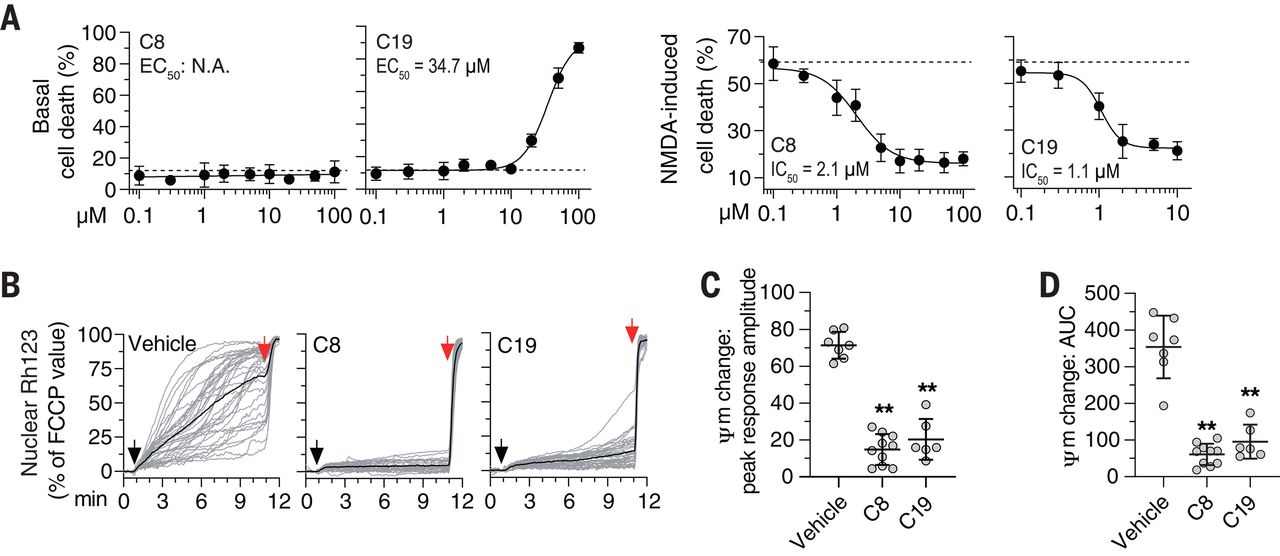 A
Basal
cell death (%)
100
80
60
40
20
0
C8
EC50: N.A.
µM
0.1
1
10
100
C19
EC50 = 34.7 µM
0.1
1
10
100
NMDA-induced
cell death (%)
70
50
30
10
C8
IC50 = 2.1 µM
µM
0.1
1
10
100
C19
IC50 = 1.1 µM
0.1
1
10
B
Nuclear Rh123
(% of FCCP value)
100
75
50
25
0
Vehicle
min
0
3
6
9
12
C8
0
3
6
9
12
C19
0
3
6
9
12
C
Ψm change:
peak response amplitude
100
80
60
40
20
0
**
**
Vehicle
C8
C19
D
Ψm change: AUC
500
400
300
200
100
0
**
**
Vehicle
C8
C19